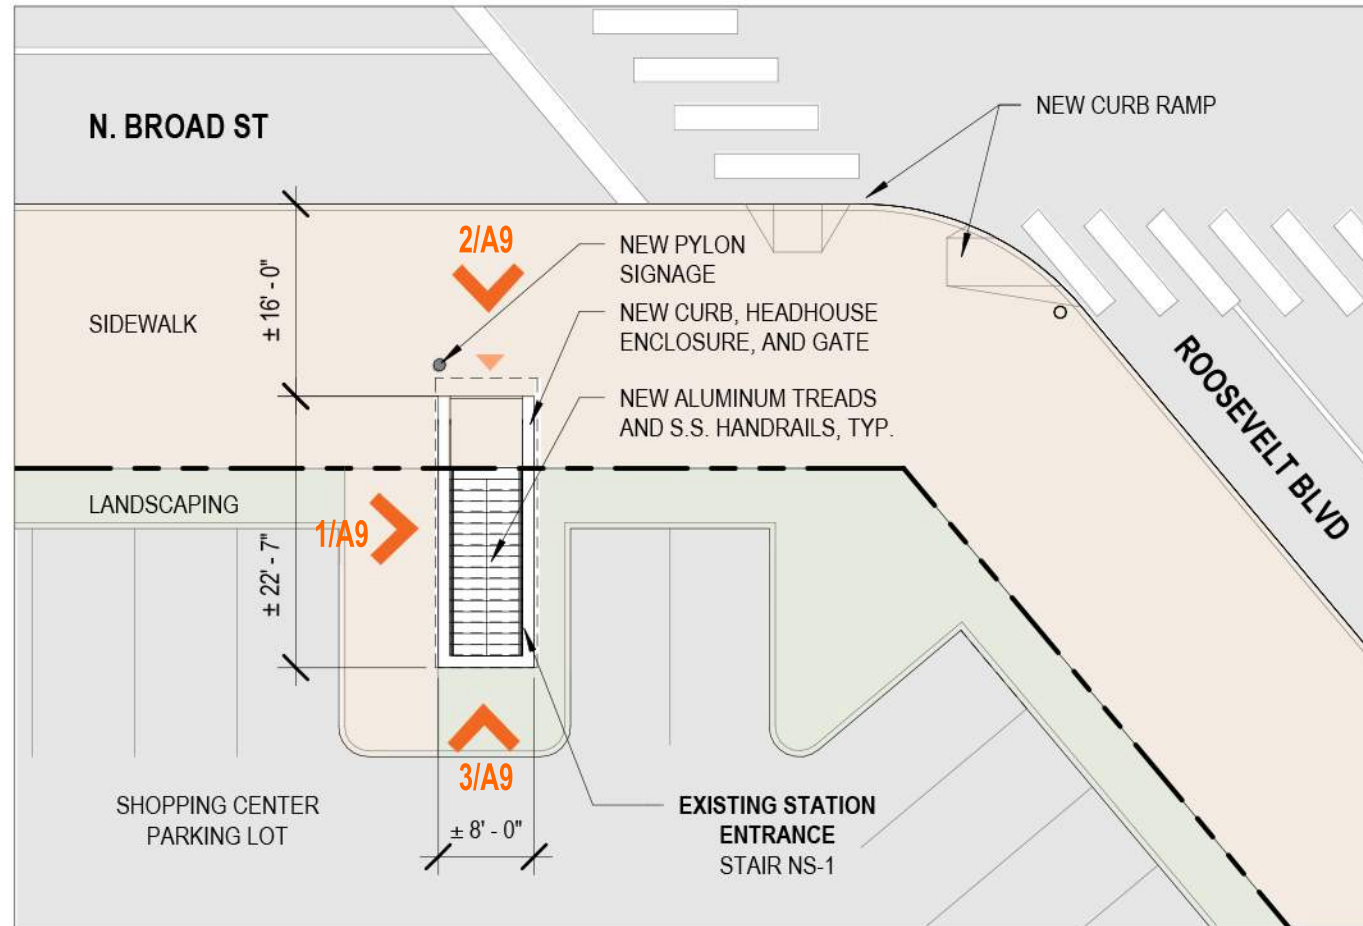 N. BROAD ST
NEW CURB RAMP
2/A9
NEW PYLON
SIGNAGE
± 16' - 0"
SIDEWALK
NEW CURB, HEADHOUSE
ENCLOSURE, AND GATE
ROOSEVELT BLVD
NEW ALUMINUM TREADS
AND S.S. HANDRAILS, TYP.
LANDSCAPING
1/A9
± 22' - 7"
3/A9
SHOPPING CENTER
PARKING LOT
± 8' - 0"
EXISTING STATION
ENTRANCE
STAIR NS-1